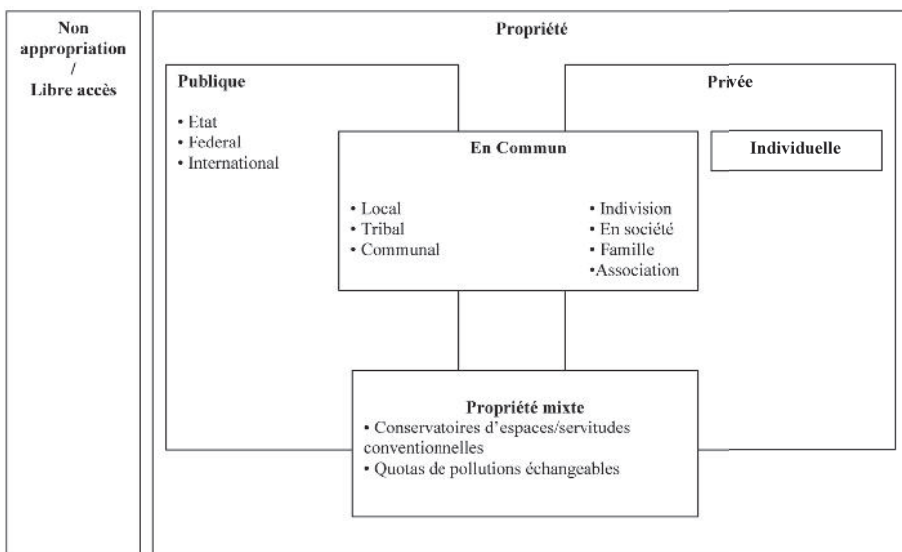 Non
appropriation
/
Libre accès
Propriété
Publique
• Etat
• Federal
• International
Privée
Individuelle
En Commun
• Local
• Tribal
• Communal
• Indivision
• En société
• Famille
•Association
Propriété mixte
• Conservatoires d’espaces/servitudes
conventionnelles
• Quotas de pollutions échangeables